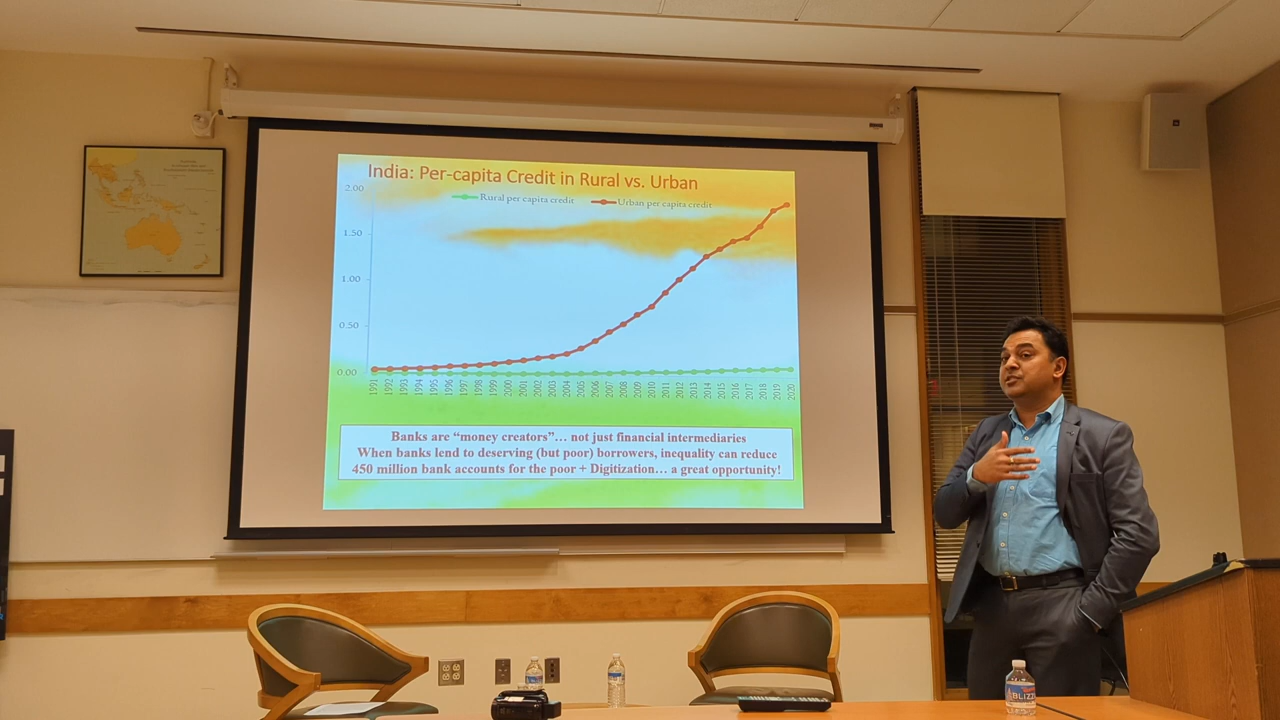 India: Per-capita Credit in Rural vs. Urban
Rural per capita credit Urban per capita credit
2.00
1.50
1.00
0.50
0.00
1991 1992 1993 1994 1995 1996 1997 1998 1999 2000 2001 2002 2003 2004 2005 2006 2007 2008 2009 2010 2011 2012 2013 2014 2015 2016 2017 2018 2019 2020
Banks are “money creators”… not just financial intermediaries
When banks lend to deserving (but poor) borrowers, inequality can reduce
450 million bank accounts for the poor + Digitization… a great opportunity!